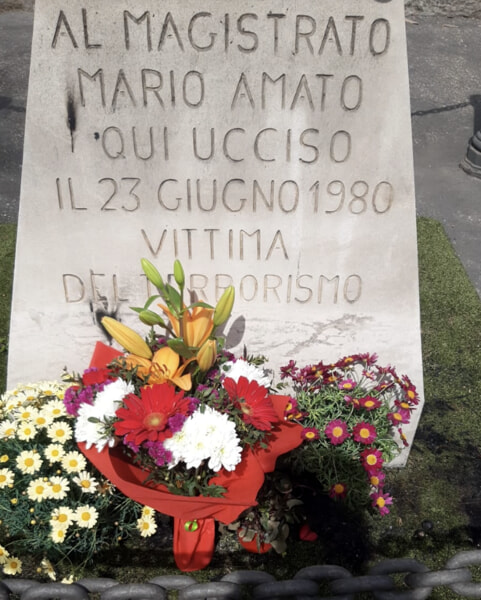 AL MAGISTRATO
MARIO AMATO
QUI UCCISO
IL 23 GIUGNO 1980
VITTIMA
DEL TERRORISMO